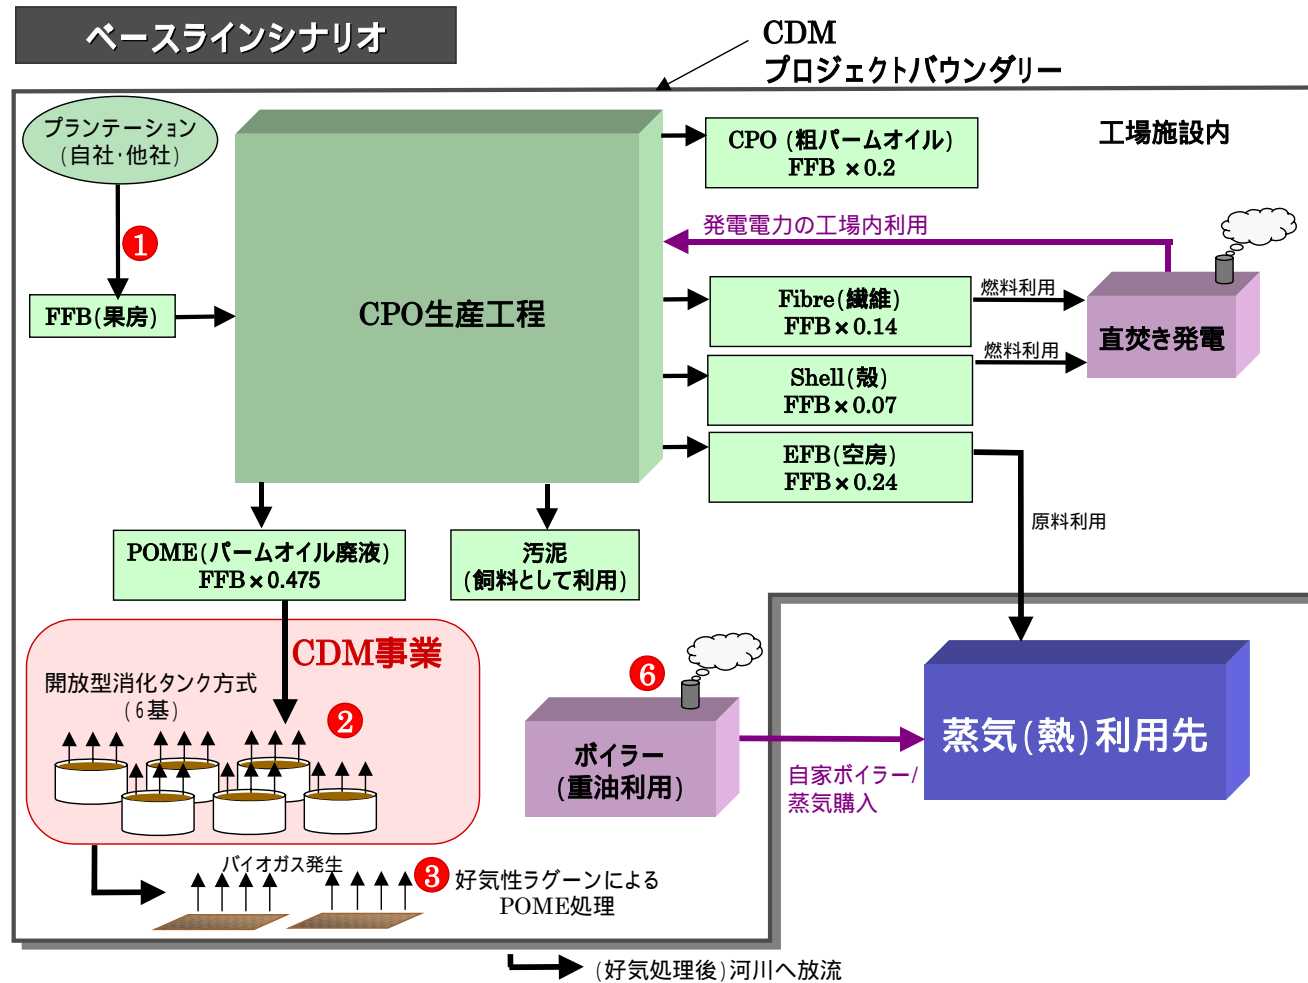 ベースラインシナリオ
CDM
プロジェクトバウンダリー
プランテーション
(自社・他社)
1
FFB(果房)
CPO生産工程
CPO (粗パームオイル)
FFB ×0.2
工場施設内
発電電力の工場内利用
Fibre(繊維)
FFB×0.14
燃料利用
直焚き発電
Shell(殻)
FFB×0.07
燃料利用
EFB(空房)
FFB×0.24
原料利用
POME(パームオイル廃液)
FFB×0.475
汚泥
(飼料として利用)
CDM事業
開放型消化タンク方式
(6基)
2
6
ボイラー
(重油利用)
自家ボイラー/
蒸気購入
蒸気(熱)利用先
バイオガス発生
3
好気性ラグーンによる
POME処理
(好気処理後)河川へ放流